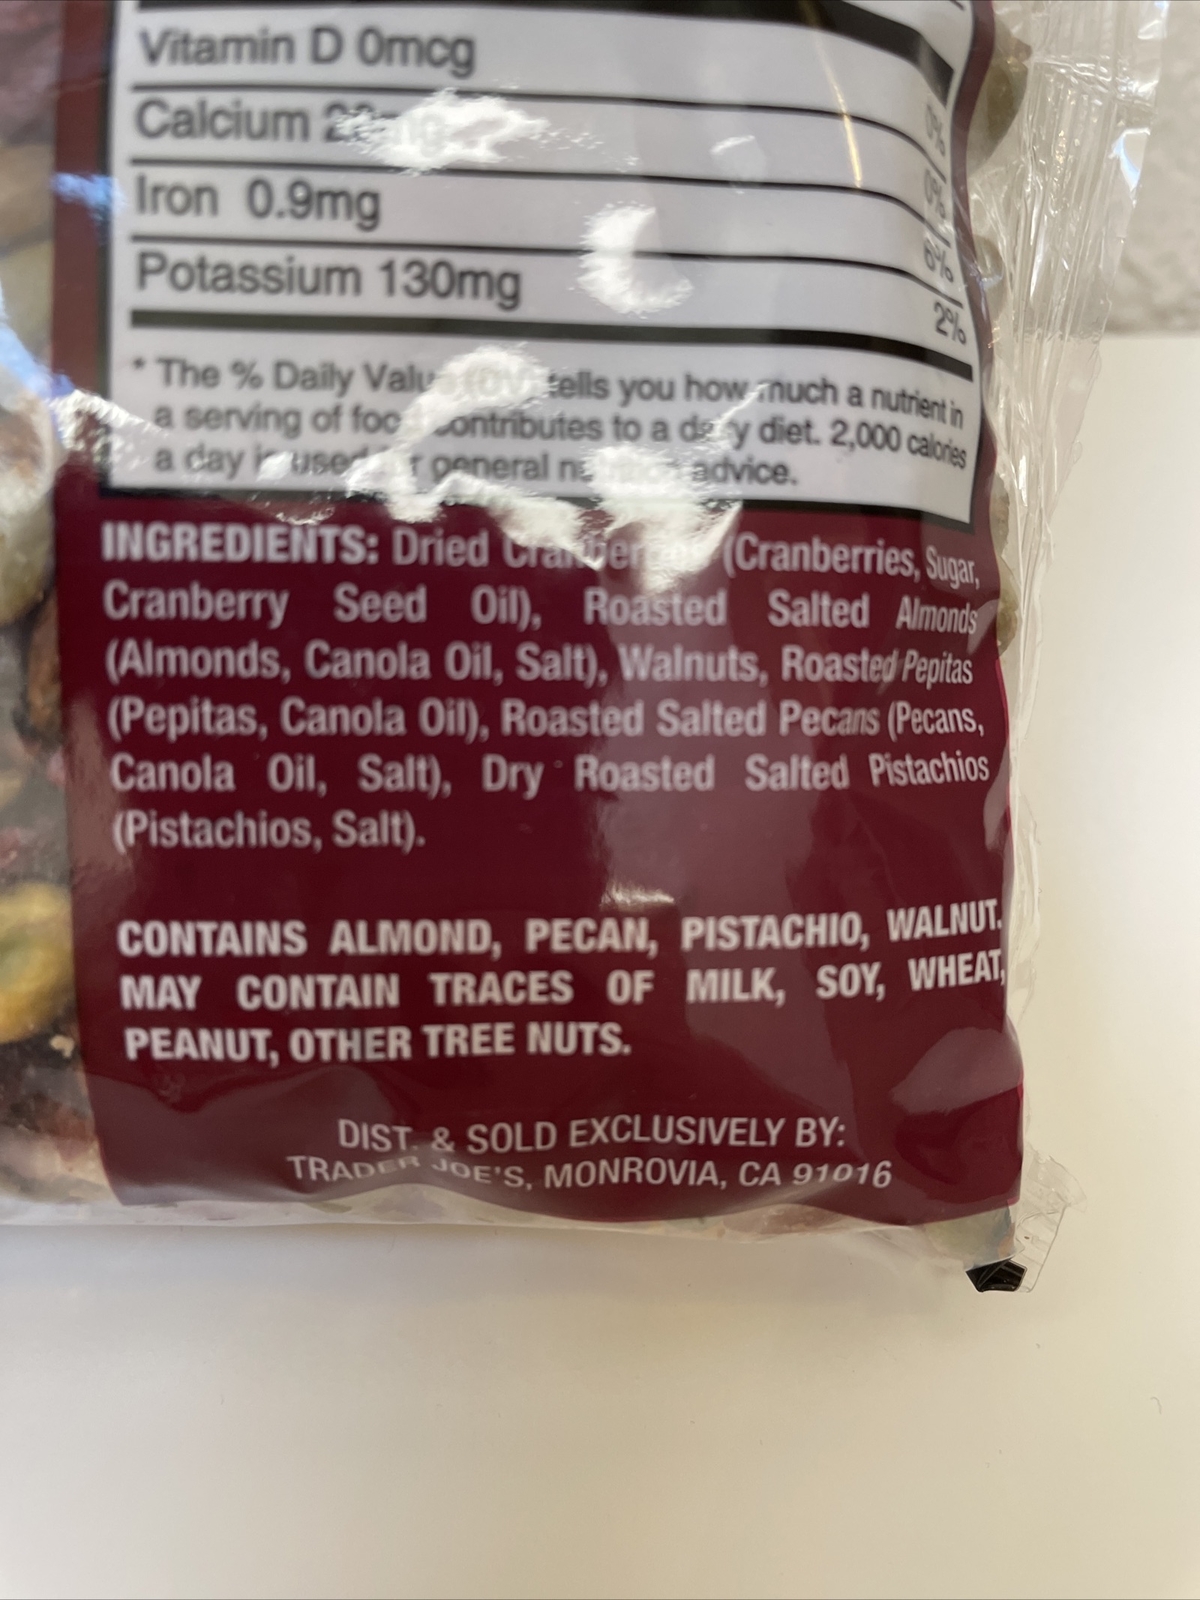 Vitamin D 0mcg 0%
Calcium 0%
Iron 0.9mg 6%
Potassium 130mg 2%
* The % Daily tells you how much a nutrient in
a serving of contributes to a diet. 2,000 calories
a day general advice.
INGREDIENTS: Dried (Cranberries, Sugar,
Cranberry Seed Oil), Roasted Salted Almonds
(Almonds, Canola Oil, Salt), Walnuts, Roasted Pepitas
(Pepitas, Canola Oil), Roasted Salted Pecans (Pecans,
Canola Oil, Salt), Dry Roasted Salted Pistachios
(Pistachios, Salt).
CONTAINS ALMOND, PECAN, PISTACHIO, WALNUT.
MAY CONTAIN TRACES OF MILK, SOY, WHEAT,
PEANUT, OTHER TREE NUTS.
DIST. & SOLD EXCLUSIVELY BY:
TRADER JOE'S, MONROVIA, CA 91016